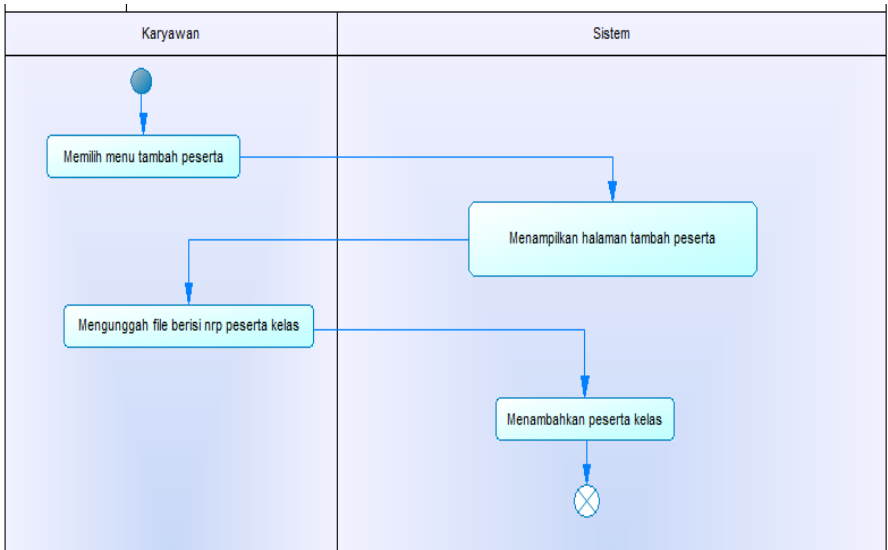 Karyawan
Sistem
Memilih menu tambah peserta
Menampilkan halaman tambah peserta
Mengunggah file berisi nrp peserta kelas
Menambahkan peserta kelas